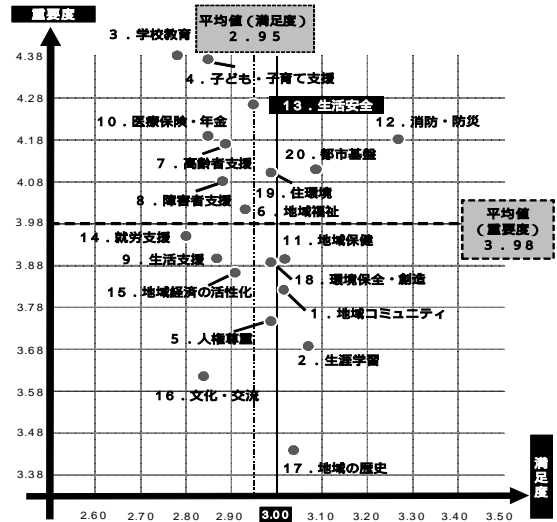 重要度
平均値（満足度）
２．９５
３．学校教育
4.38
４．子ども・子育て支援
4.28
１３．生活安全
１０．医療保険・年金
１２．消防・防災
4.18
７．高齢者支援
２０．都市基盤
4.08
８．障害者支援
１９．住環境
６．地域福祉
3.98
平均値
（重要度）
３．９８
１４．就労支援
１１．地域保健
９．生活支援
3.88
１８．環境保全・創造
１５．地域経済の活性化
3.78
１．地域コミュニティ
５．人権尊重
3.68
２．生涯学習
3.58
１６．文化・交流
3.48
１７．地域の歴史
3.38
満足度
2.60 2.70 2.80 2.90 3.00 3.10 3.20 3.30 3.40 3.50